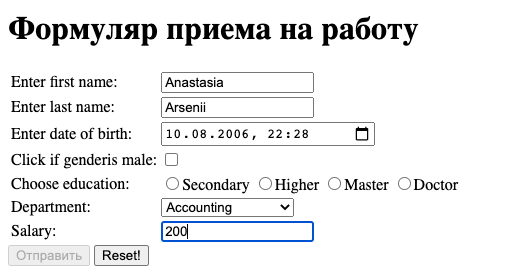 Формуляр приема на работу
Enter first name: Anastasia
Enter last name: Arsenii
Enter date of birth: 10.08.2006, 22:28
Click if genderis male:
Choose education: Secondary Higher Master Doctor
Department: Accounting
Salary: 200
Отправить Reset!